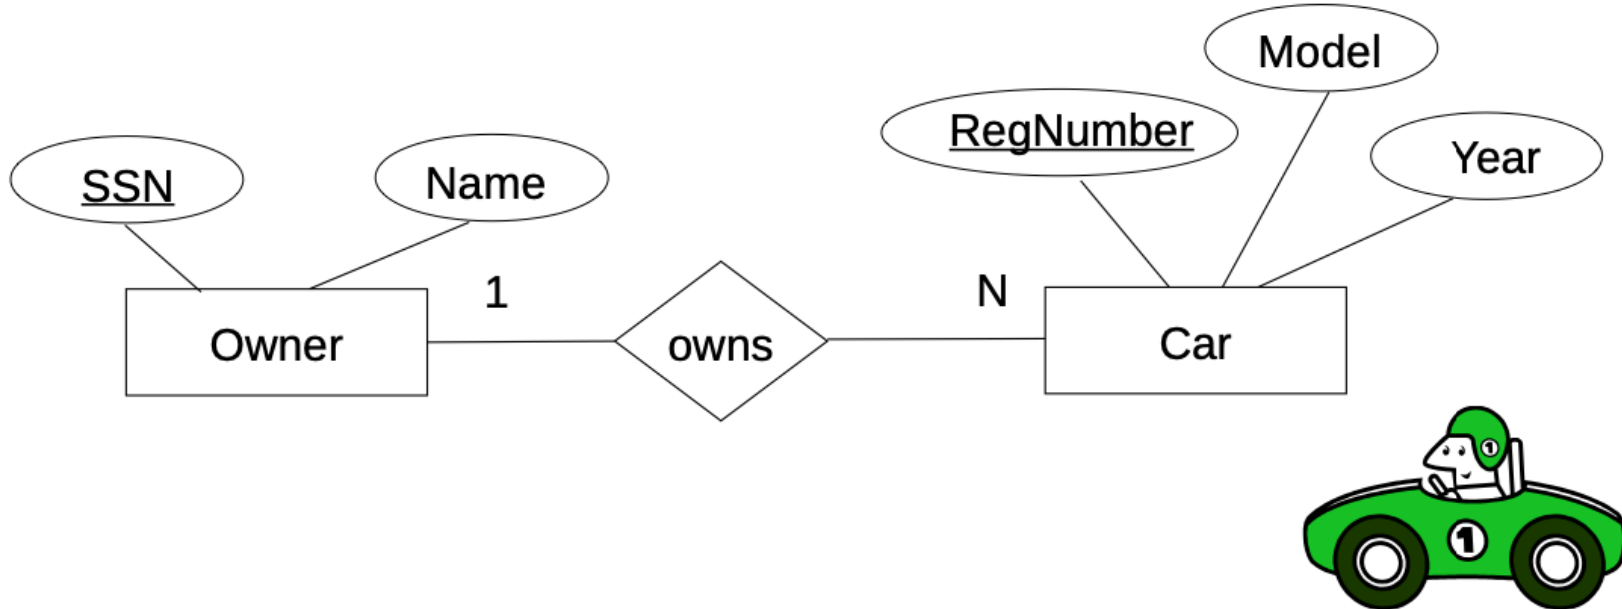 Model
RegNumber
Year
SSN
Name
1
N
Owner
owns
Car
1
1